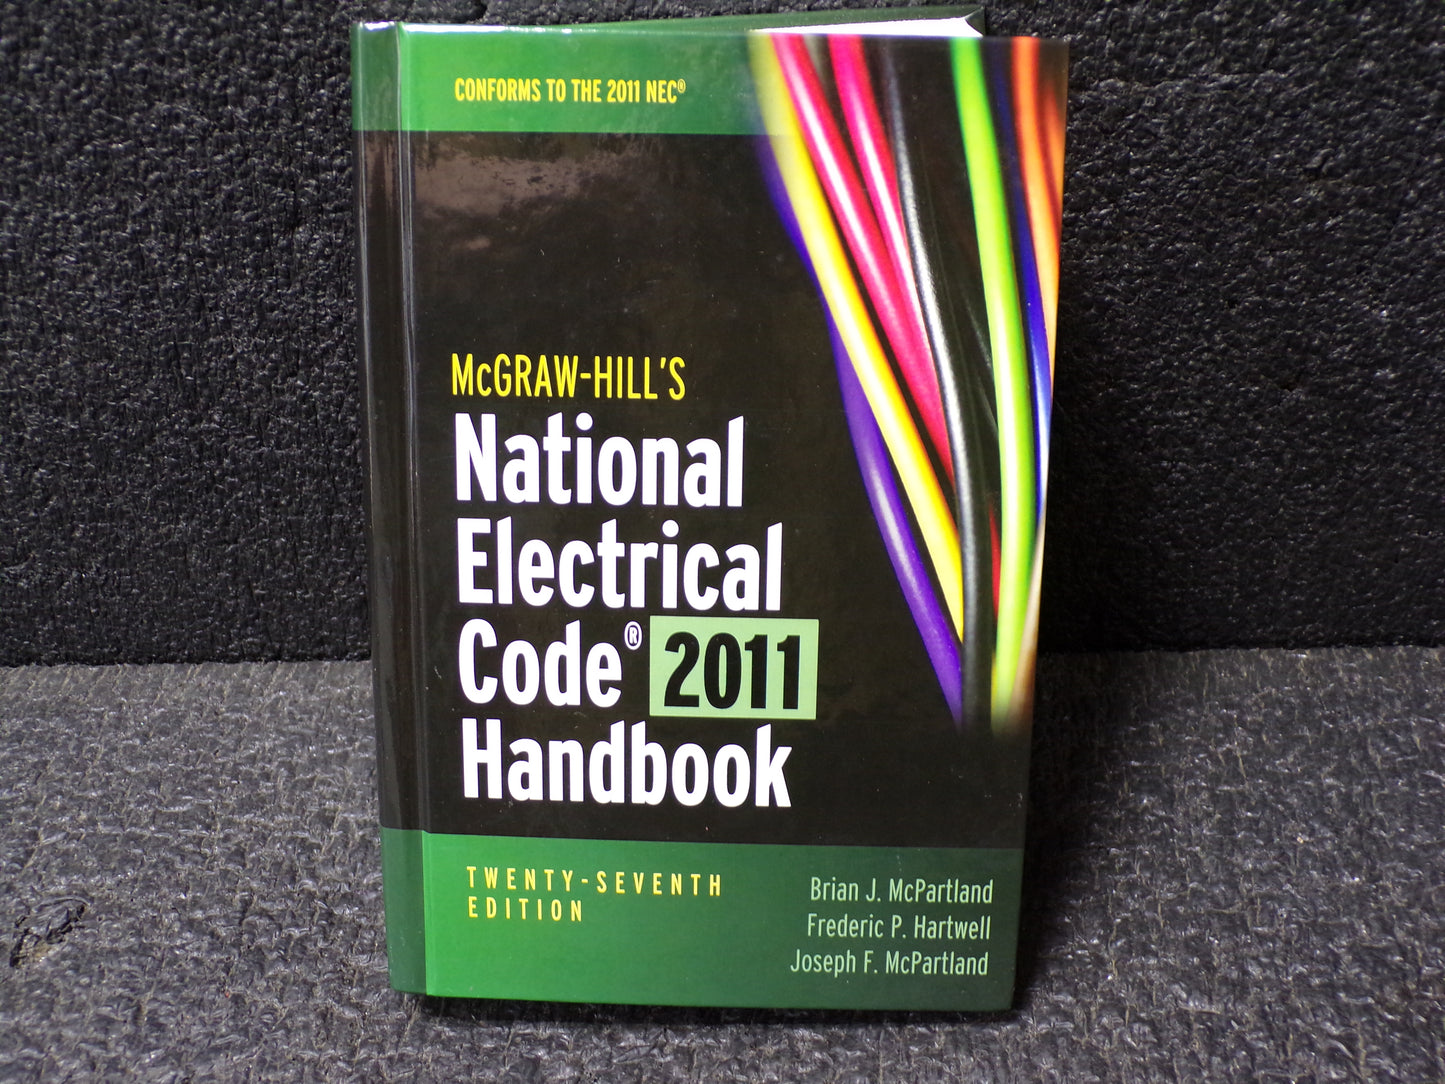 CONFORMS TO THE 2011 NEC®
McGRAW-HILL'S
National
Electrical
Code® 2011
Handbook
TWENTY-SEVENTH
EDITION
Brian J. McPartland
Frederic P. Hartwell
Joseph F. McPartland